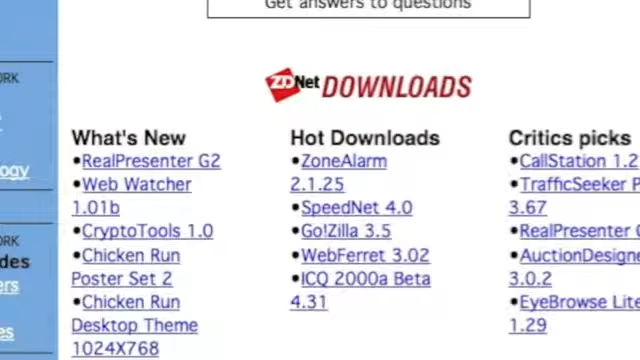 Get answers to questions
ORK
ogy
ORK
des
ers
es
ZDNet DOWNLOADS
What's New
•RealPresenter G2
•Web Watcher
1.01b
•CryptoTools 1.0
•Chicken Run
Poster Set 2
•Chicken Run
Desktop Theme
1024X768
Hot Downloads
•ZoneAlarm
2.1.25
•SpeedNet 4.0
•Go!Zilla 3.5
•WebFerret 3.02
•ICQ 2000a Beta
4.31
Critics picks
•CallStation 1.2
•TrafficSeeker P
3.67
•RealPresenter G
•AuctionDesigne
3.0.2
•EyeBrowse Lite
1.29